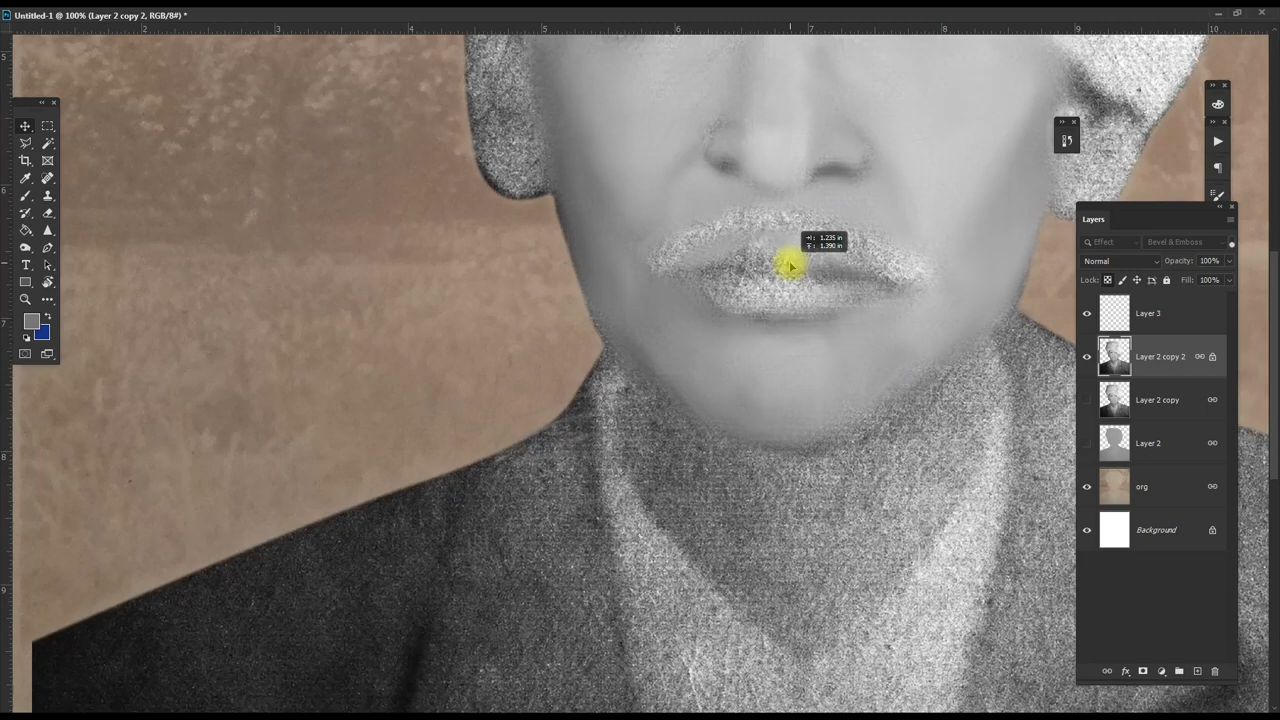 Untitled-1 @ 100% (Layer 2 copy 2, RGB/8#) *
2 3 4 5 6 7 8 9 10
5
6
7
8
9
1.235 in
1.390 in
Layers
Effect
Bevel & Emboss
Normal
Opacity: 100%
Lock:
Fill: 100%
Layer 3
Layer 2 copy 2
Layer 2 copy
Layer 2
org
Background